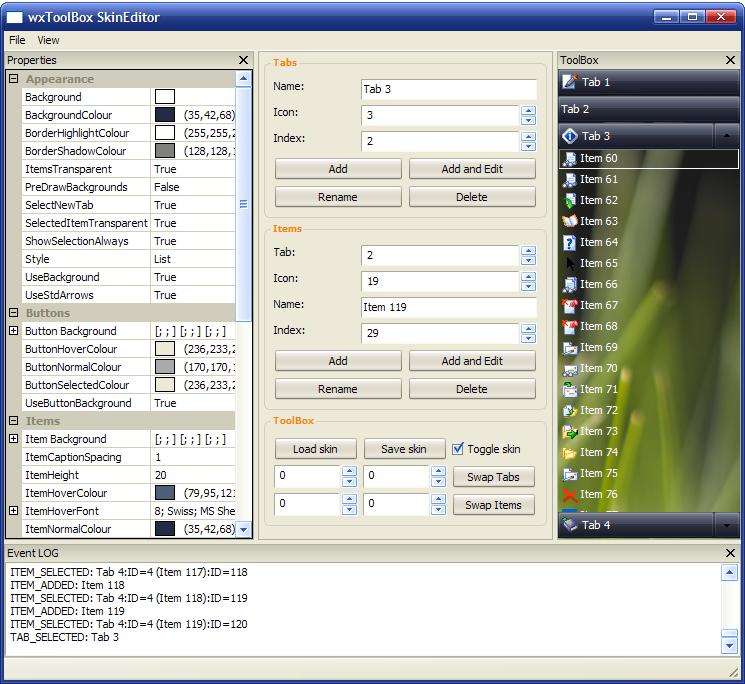 wxToolBox SkinEditor
File View
Properties
Appearance
Background
BackgroundColour (35,42,68)
BorderHighlightColour (255,255,2
BorderShadowColour (128,128,1
ItemsTransparent True
PreDrawBackgrounds False
SelectNewTab True
SelectedItemTransparent True
ShowSelectionAlways True
Style List
UseBackground True
UseStdArrows True
Buttons
Button Background [; ; ] [; ; ] [; ; ]
ButtonHoverColour (236,233,2
ButtonNormalColour (170,170,1
ButtonSelectedColour (236,233,2
UseButtonBackground True
Items
Item Background [; ; ] [; ; ] [; ; ]
ItemCaptionSpacing 1
ItemHeight 20
ItemHoverColour (79,95,121
ItemHoverFont 8; Swiss; MS She
ItemNormalColour (35,42,68)
Tabs
Name: Tab 3
Icon: 3
Index: 2
Add Add and Edit
Rename Delete
Items
Tab: 2
Icon: 19
Name: Item 119
Index: 29
Add Add and Edit
Rename Delete
ToolBox
Load skin Save skin Toggle skin
0 0 Swap Tabs
0 0 Swap Items
ToolBox
Tab 1
Tab 2
Tab 3
Item 60
Item 61
Item 62
Item 63
Item 64
Item 65
Item 66
Item 67
Item 68
Item 69
Item 70
Item 71
Item 72
Item 73
Item 74
Item 75
Item 76
Tab 4
Event LOG
ITEM_SELECTED: Tab 4:ID=4 (Item 117):ID=118
ITEM_ADDED: Item 118
ITEM_SELECTED: Tab 4:ID=4 (Item 118):ID=119
ITEM_ADDED: Item 119
ITEM_SELECTED: Tab 4:ID=4 (Item 119):ID=120
TAB_SELECTED: Tab 3